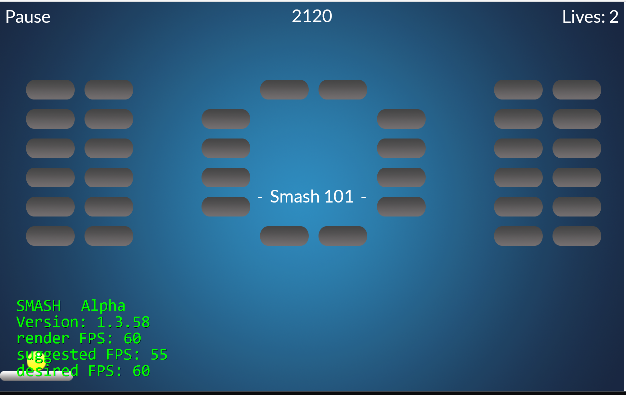 Pause 2120 Lives: 2
- Smash 101 -
SMASH Alpha
Version: 1.3.58
render FPS: 60
suggested FPS: 55
desired FPS: 60